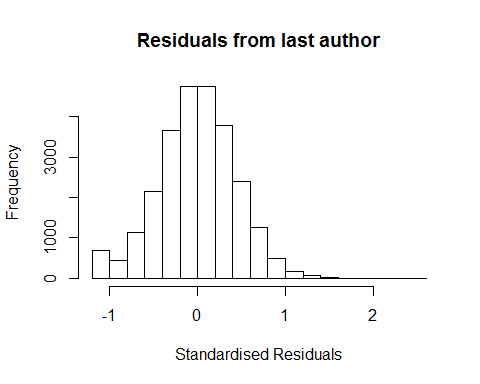 Residuals from last author
Frequency
3000
1000
0
-1 0 1 2
Standardised Residuals